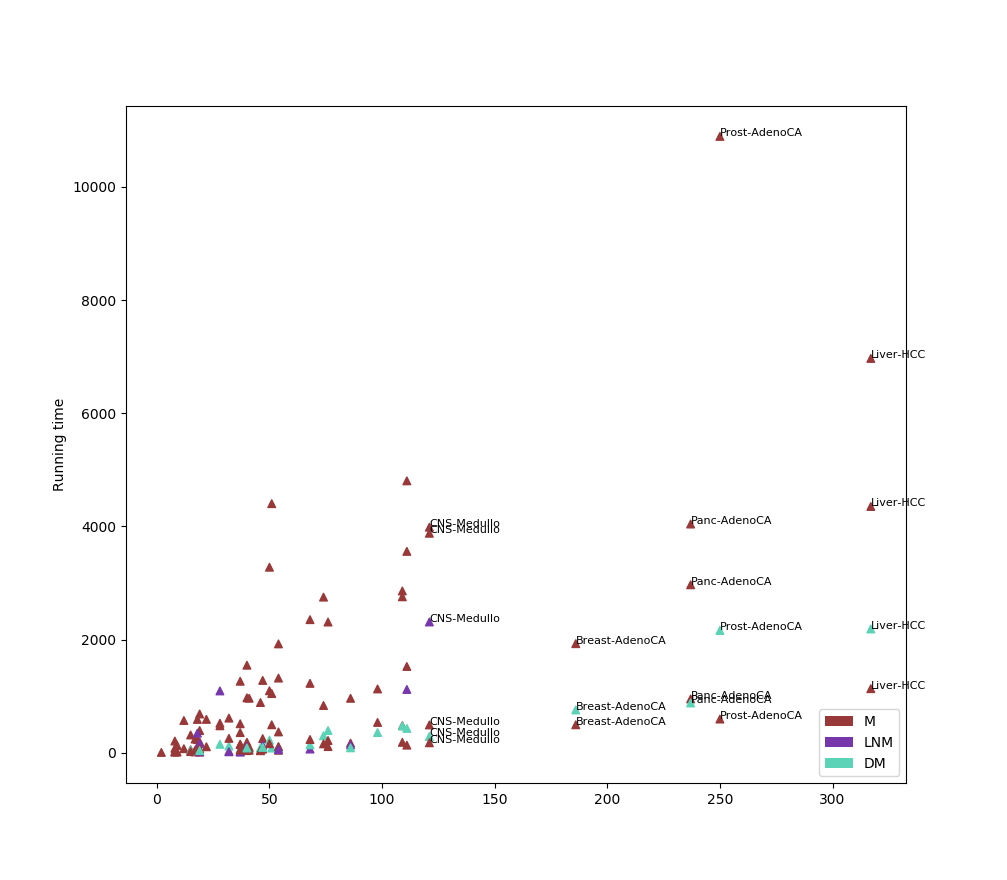 Prost-AdenoCA
10000
8000
Liver-HCC
6000
Running time
Liver-HCC
4000
CNS-Medullo
Panc-AdenoCA
CNS-Medullo
Panc-AdenoCA
CNS-Medullo
Prost-AdenoCA
Liver-HCC
2000
Breast-AdenoCA
Liver-HCC
Panc-AdenoCA
Panc-AdenoCA
Breast-AdenoCA
Prost-AdenoCA
CNS-Medullo
Breast-AdenoCA
M
CNS-Medullo
CNS-Medullo
LNM
0
DM
0 50 100 150 200 250 300